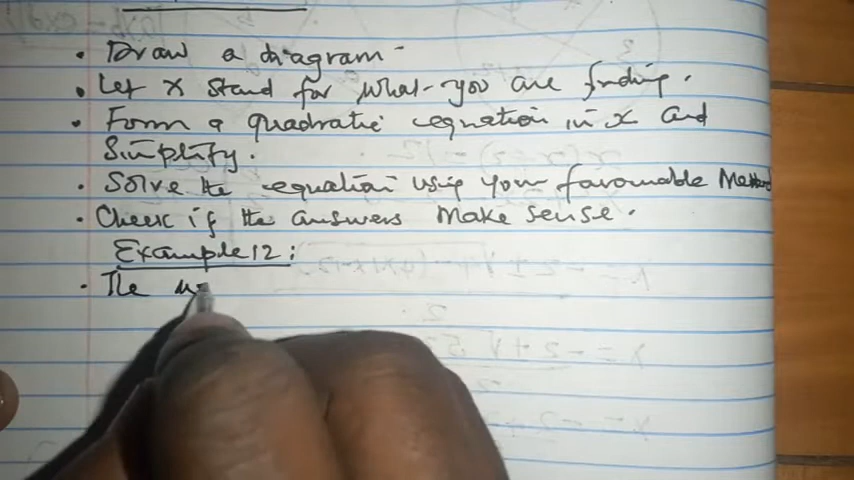 • Draw a diagram.
• Let x stand for what you are finding.
• Form a quadratic equation in x and
Simplify.
• Solve the equation using your favourable Method
• Check if the answers Make sense.
Example 12:
• The